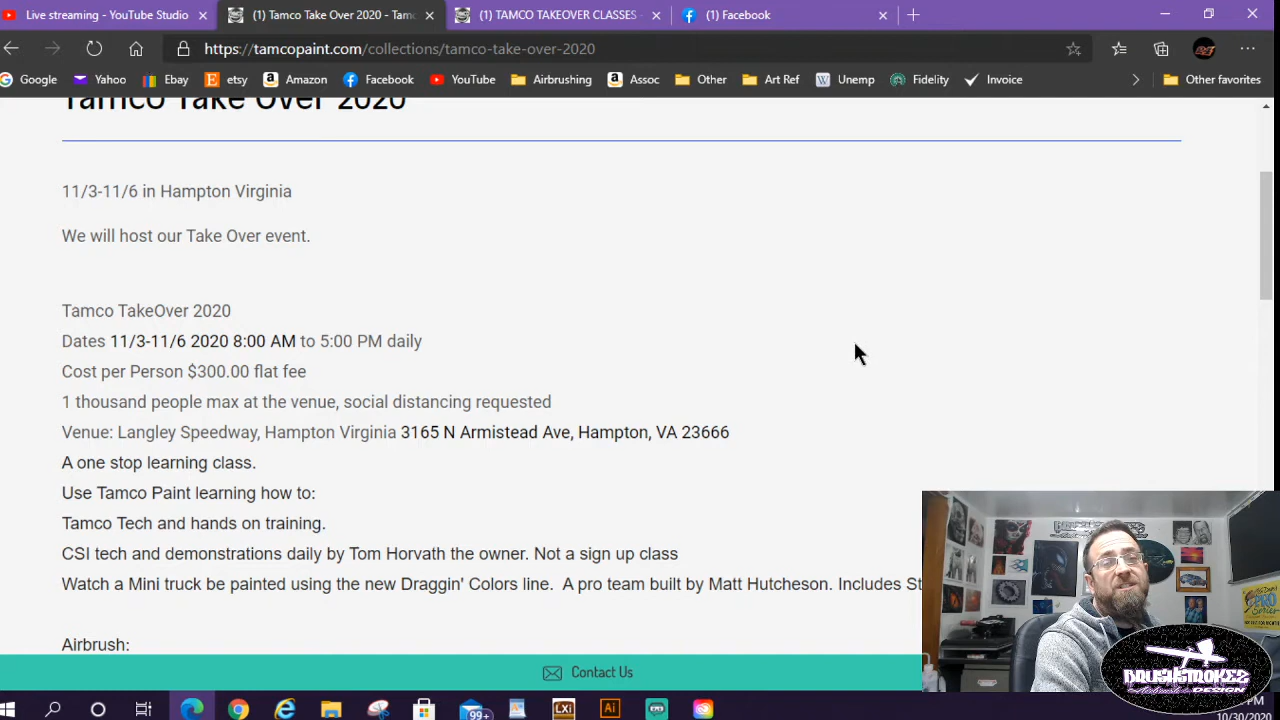 Live streaming - YouTube Studio
(1) Tamco Take Over 2020 - Tamc
(1) TAMCO TAKEOVER CLASSES -
(1) Facebook
https://tamcopaint.com/collections/tamco-take-over-2020
Google Yahoo Ebay etsy Amazon Facebook YouTube Airbrushing Assoc Other Art Ref Unemp Fidelity Invoice Other favorites
Tamco Take Over 2020
11/3-11/6 in Hampton Virginia
We will host our Take Over event.
Tamco TakeOver 2020
Dates 11/3-11/6 2020 8:00 AM to 5:00 PM daily
Cost per Person $300.00 flat fee
1 thousand people max at the venue, social distancing requested
Venue: Langley Speedway, Hampton Virginia 3165 N Armistead Ave, Hampton, VA 23666
A one stop learning class.
Use Tamco Paint learning how to:
Tamco Tech and hands on training.
CSI tech and demonstrations daily by Tom Horvath the owner. Not a sign up class
Watch a Mini truck be painted using the new Draggin' Colors line. A pro team built by Matt Hutcheson. Includes St
Airbrush:
Contact Us
BRUSHSMOKEZ
DESIGN
99+
LXi
Ai
PM
10/30/2020